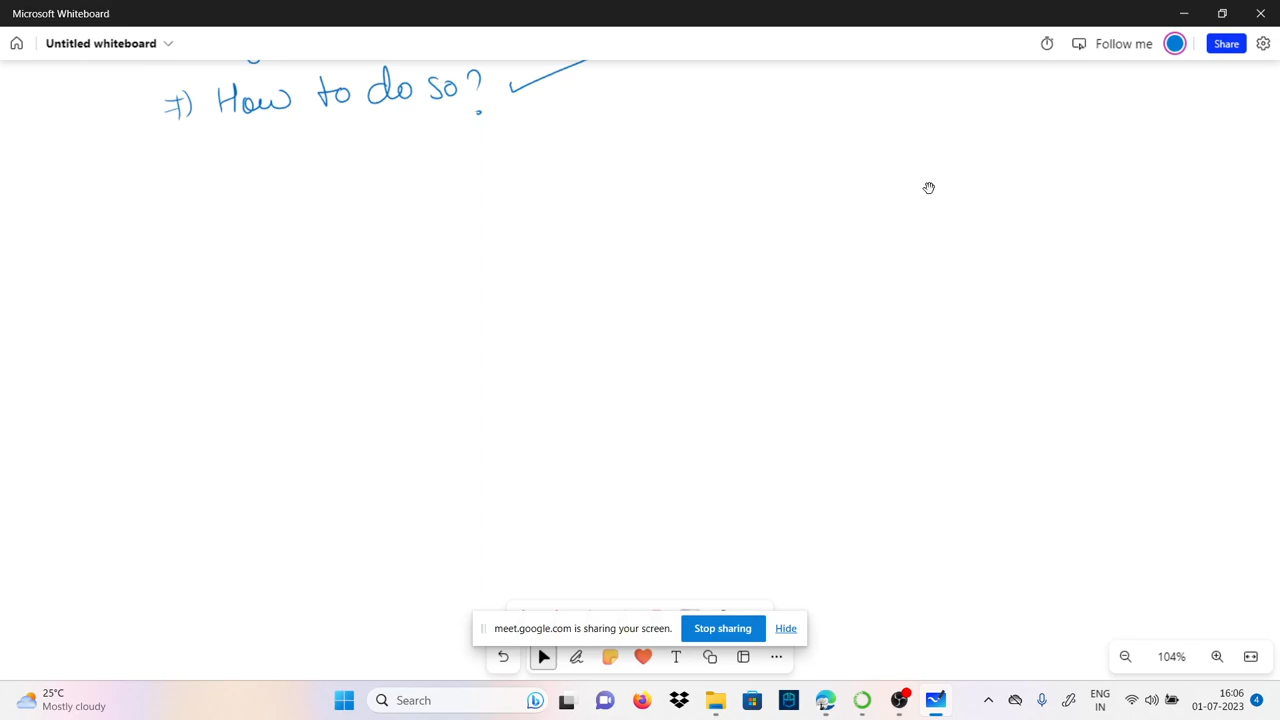 Microsoft Whiteboard
Untitled whiteboard
Follow me
Share
=) How to do so?
meet.google.com is sharing your screen.
Stop sharing
Hide
104%
25°C
Mostly cloudy
Search
ENG
IN
16:06
01-07-2023
4